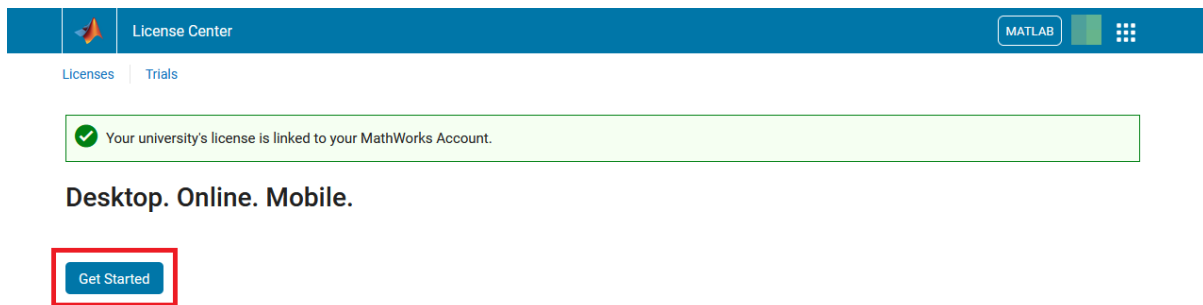 License Center
MATLAB
Licenses
Trials
Your university's license is linked to your MathWorks Account.
Desktop. Online. Mobile.
Get Started